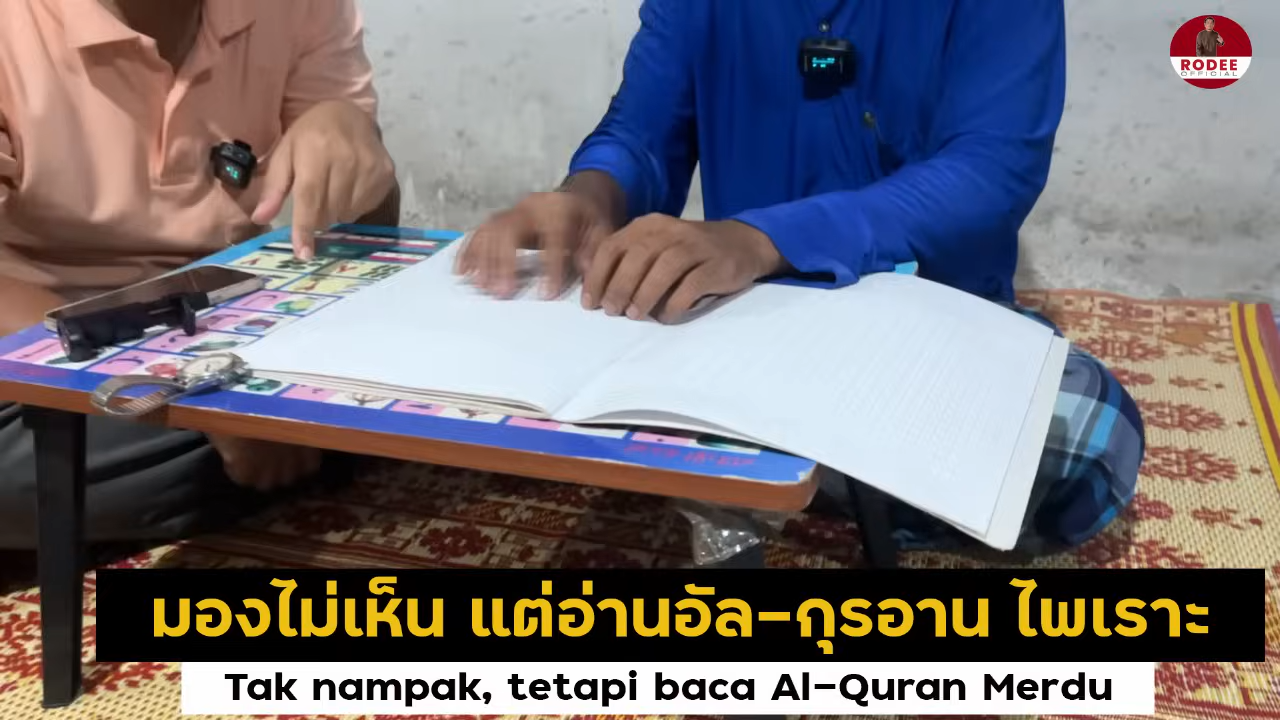 RODEE
OFFICIAL
มองไม่เห็น แต่อ่านอัล-กุรอาน ไพเราะ
Tak nampak, tetapi baca Al-Quran Merdu